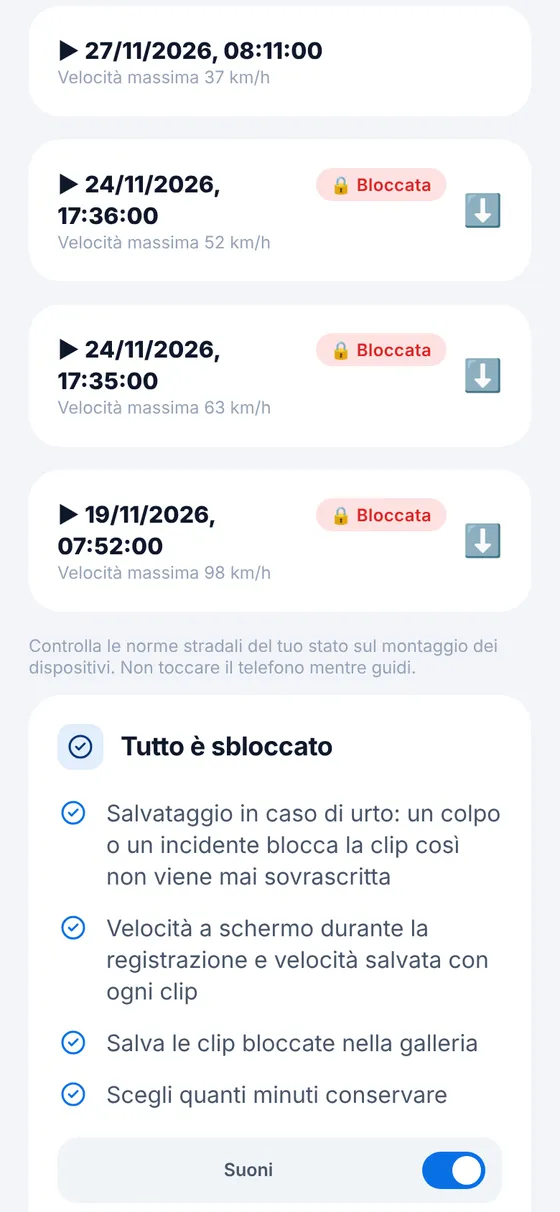 ▶ 27/11/2026, 08:11:00
Velocità massima 37 km/h
▶ 24/11/2026,
17:36:00
🔒 Bloccata
⬇️
Velocità massima 52 km/h
▶ 24/11/2026,
17:35:00
🔒 Bloccata
⬇️
Velocità massima 63 km/h
▶ 19/11/2026,
07:52:00
🔒 Bloccata
⬇️
Velocità massima 98 km/h
Controlla le norme stradali del tuo stato sul montaggio dei
dispositivi. Non toccare il telefono mentre guidi.
Tutto è sbloccato
Salvataggio in caso di urto: un colpo
o un incidente blocca la clip così
non viene mai sovrascritta
Velocità a schermo durante la
registrazione e velocità salvata con
ogni clip
Salva le clip bloccate nella galleria
Scegli quanti minuti conservare
Suoni